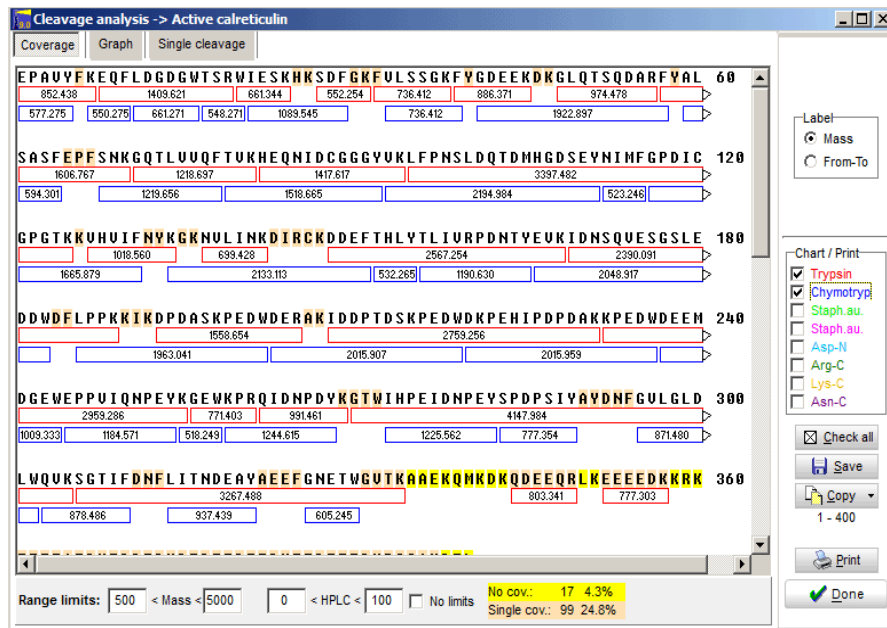 Cleavage analysis -> Active calreticulin
Coverage Graph Single cleavage
EPAVYFKEQFLDGDGWTSRWIESKHKSDFGKFVLSSGKFYGDEEKDKGLQTSQDARFYAL 60
852.438 1409.621 661.344 552.254 736.412 886.371 974.478
577.275 550.275 661.271 548.271 1089.545 736.412 1922.897
SASFEPFSNKGQTLVVQFTVKHEQNIDCGGGYVKLFPNSLDQTDMHGDSEYNIMFGPDIC 120
1606.767 1218.697 1417.617 3397.482
594.301 1219.656 1518.665 2194.984 523.246
GPGTKKVHVIFNYKGKNVLINKDIRCKDDEFTHLYTLIVRPDNTYEVKIDNSQVESGSLE 180
1018.560 699.428 2567.254 2390.091
1665.879 2133.113 532.265 1190.630 2048.917
DDWDFLPPKKIKDPDASKPEDWDERAKIDDPTDSKPEDWDKPEHIPDPDAKKPEDWDEEM 240
1558.654 2759.256
1963.041 2015.907 2015.959
DGEWEPPVIQNPEYKGEWKPRQIDNPDYKGTWIHPEIDNPEYSPDPSIYAYDNFGVLGLD 300
2959.286 771.403 991.461 4147.984
1009.333 1184.571 518.249 1244.615 1225.562 777.354 871.480
LWQVKSGTIFDNFLITNDEAYAEEFGNETWGVTKAAEKQMKDKQDEEQRLKEEEEDKKRK 360
3267.488 803.341 777.303
878.486 937.439 605.245
Label
Mass
From-To
Chart / Print
Trypsin
Chymotryp
Staph.au.
Staph.au.
Asp-N
Arg-C
Lys-C
Asn-C
Check all
Save
Copy
1 - 400
Print
Done
Range limits: 500 < Mass < 5000 0 < HPLC < 100 No limits
No cov.: 17 4.3%
Single cov.: 99 24.8%